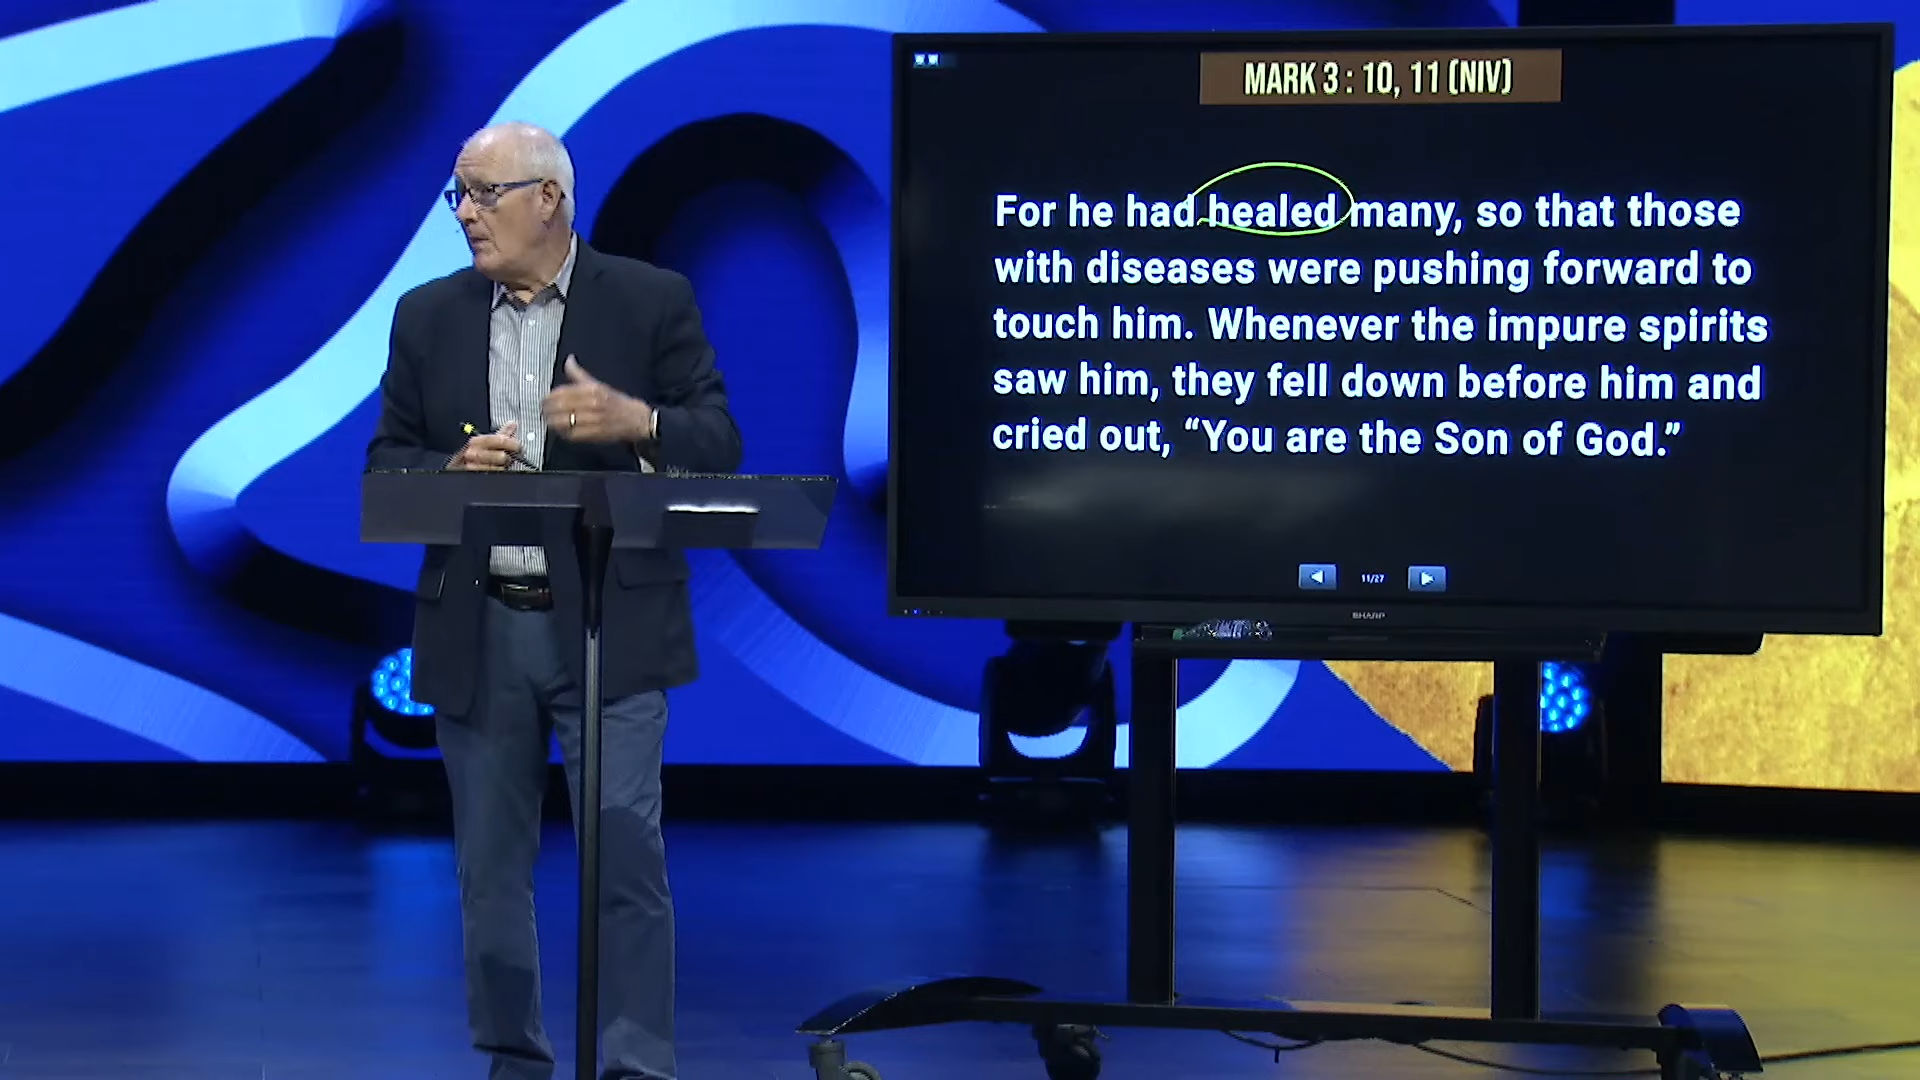 MARK 3 : 10, 11 (NIV)
For he had healed many, so that those
with diseases were pushing forward to
touch him. Whenever the impure spirits
saw him, they fell down before him and
cried out, “You are the Son of God.”
11/27
SHARP